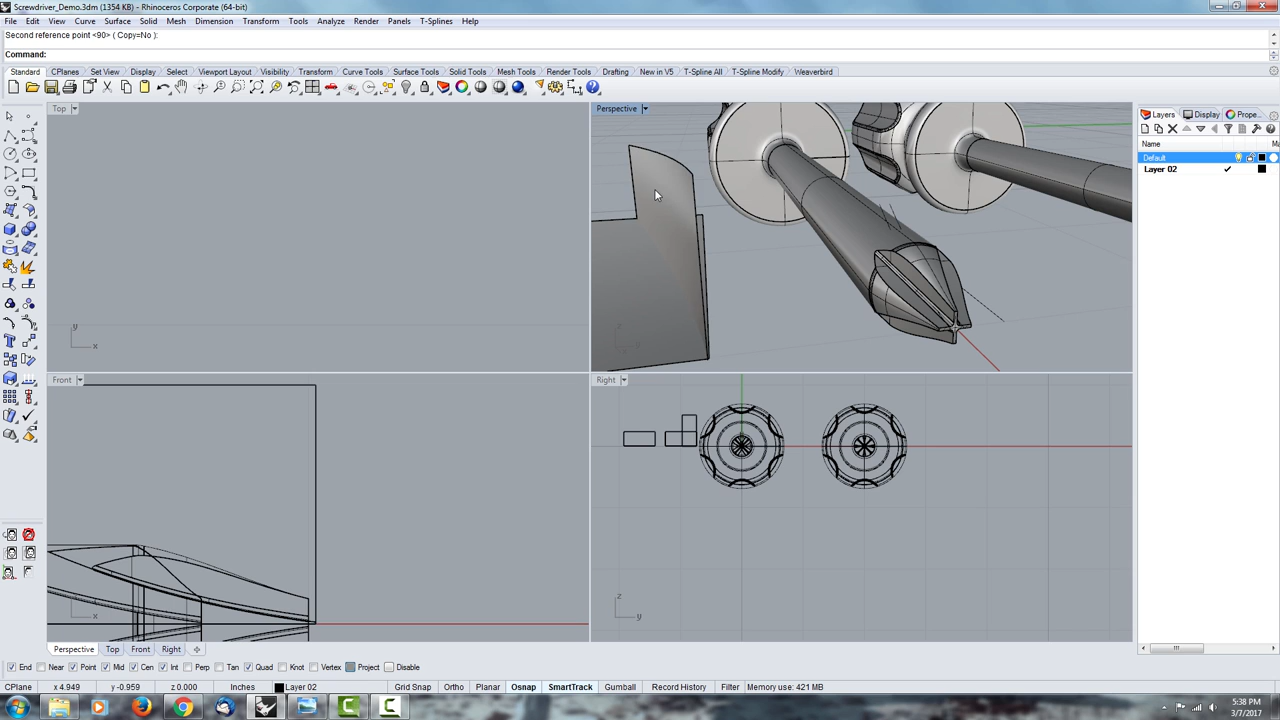 Screwdriver_Demo.3dm (1354 KB) - Rhinoceros Corporate (64-bit)
File Edit View Curve Surface Solid Mesh Dimension Transform Tools Analyze Render Panels T-Splines Help
Second reference point <90> ( Copy=No ):
Command:
Standard CPlanes Set View Display Select Viewport Layout Visibility Transform Curve Tools Surface Tools Solid Tools Mesh Tools Render Tools Drafting New in V5 T-Spline All T-Spline Modify Weaverbird
Top
Perspective
Layers Display Prope...
Name Ma
Default
Layer 02
y
x
z
Front
Right
x
z
y
Perspective Top Front Right
End Near Point Mid Cen Int Perp Tan Quad Knot Vertex Project Disable
CPlane x 4.949 y -0.959 z 0.000 Inches Layer 02 Grid Snap Ortho Planar Osnap SmartTrack Gumball Record History Filter Memory use: 421 MB
5:38 PM
3/7/2017